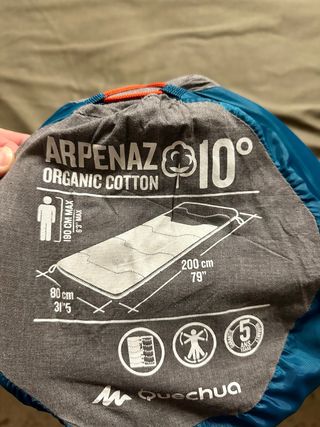 ARPENAZ 10°
ORGANIC COTTON
190 CM MAX
6'3" MAX
200 cm
79"
80 cm
31"5
5
ANS
Quechua